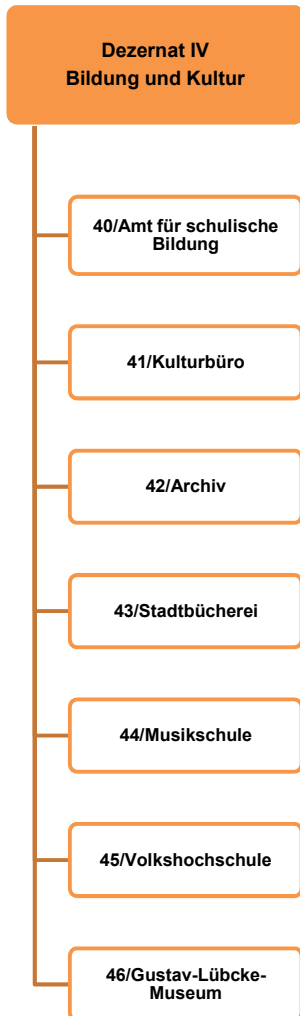 Dezernat IV
Bildung und Kultur
40/Amt für schulische
Bildung
41/Kulturbüro
42/Archiv
43/Stadtbücherei
44/Musikschule
45/Volkshochschule
46/Gustav-Lübcke-
Museum